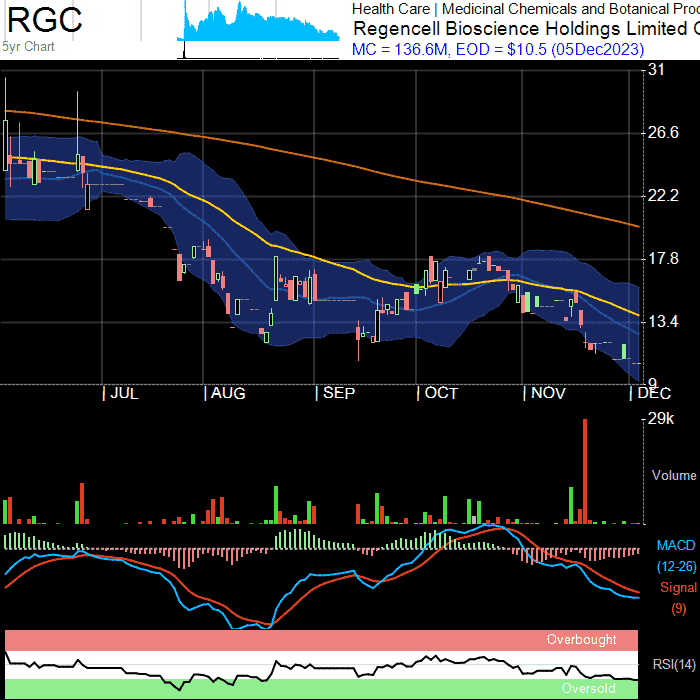 RGC
5yr Chart
Health Care | Medicinal Chemicals and Botanical Pro
Regencell Bioscience Holdings Limited
MC = 136.6M, EOD = $10.5 (05Dec2023)
31
26.6
22.2
17.8
13.4
9
JUL AUG SEP OCT NOV DEC
29k
Volume
MACD
(12-26)
Signal
(9)
Overbought
RSI(14)
Oversold